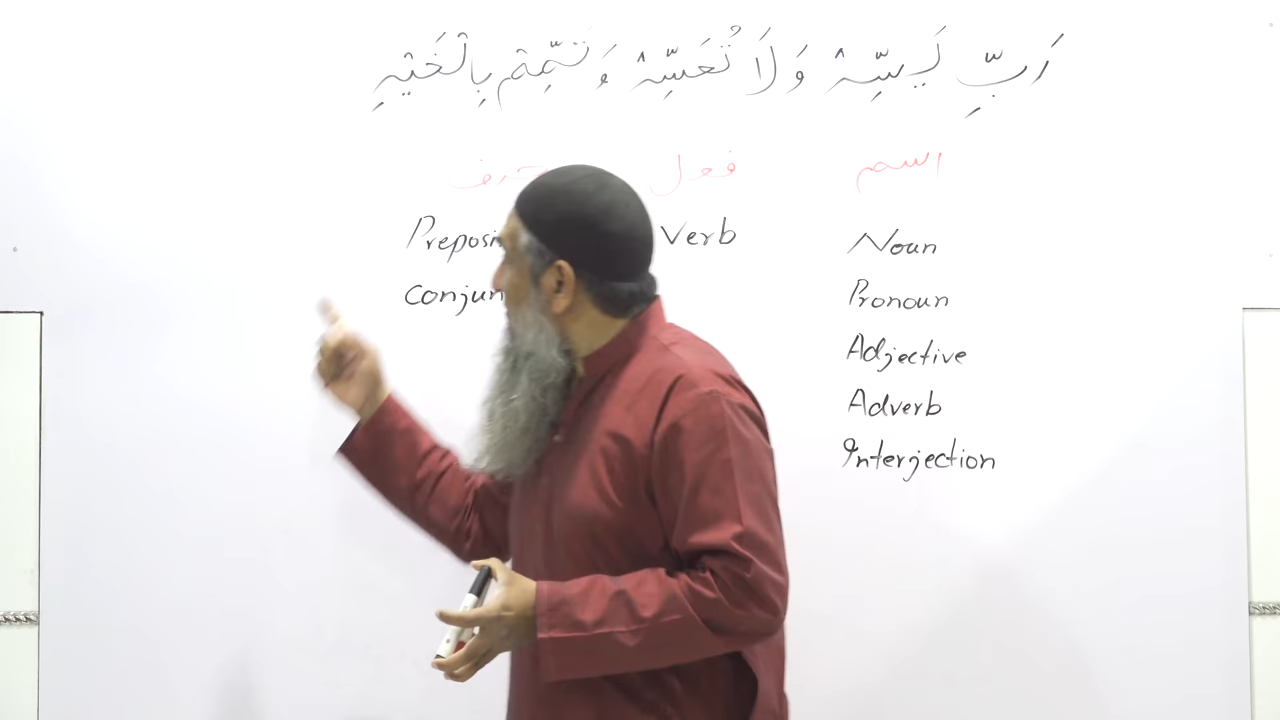 رَبِّ يَسِّرْ وَلَا تُعَسِّرْ وَتَمِّمْ بِالْخَيْرِ
اسم فعل حرف
Noun Verb Preposi
Pronoun Conjun
Adjective
Adverb
Interjection